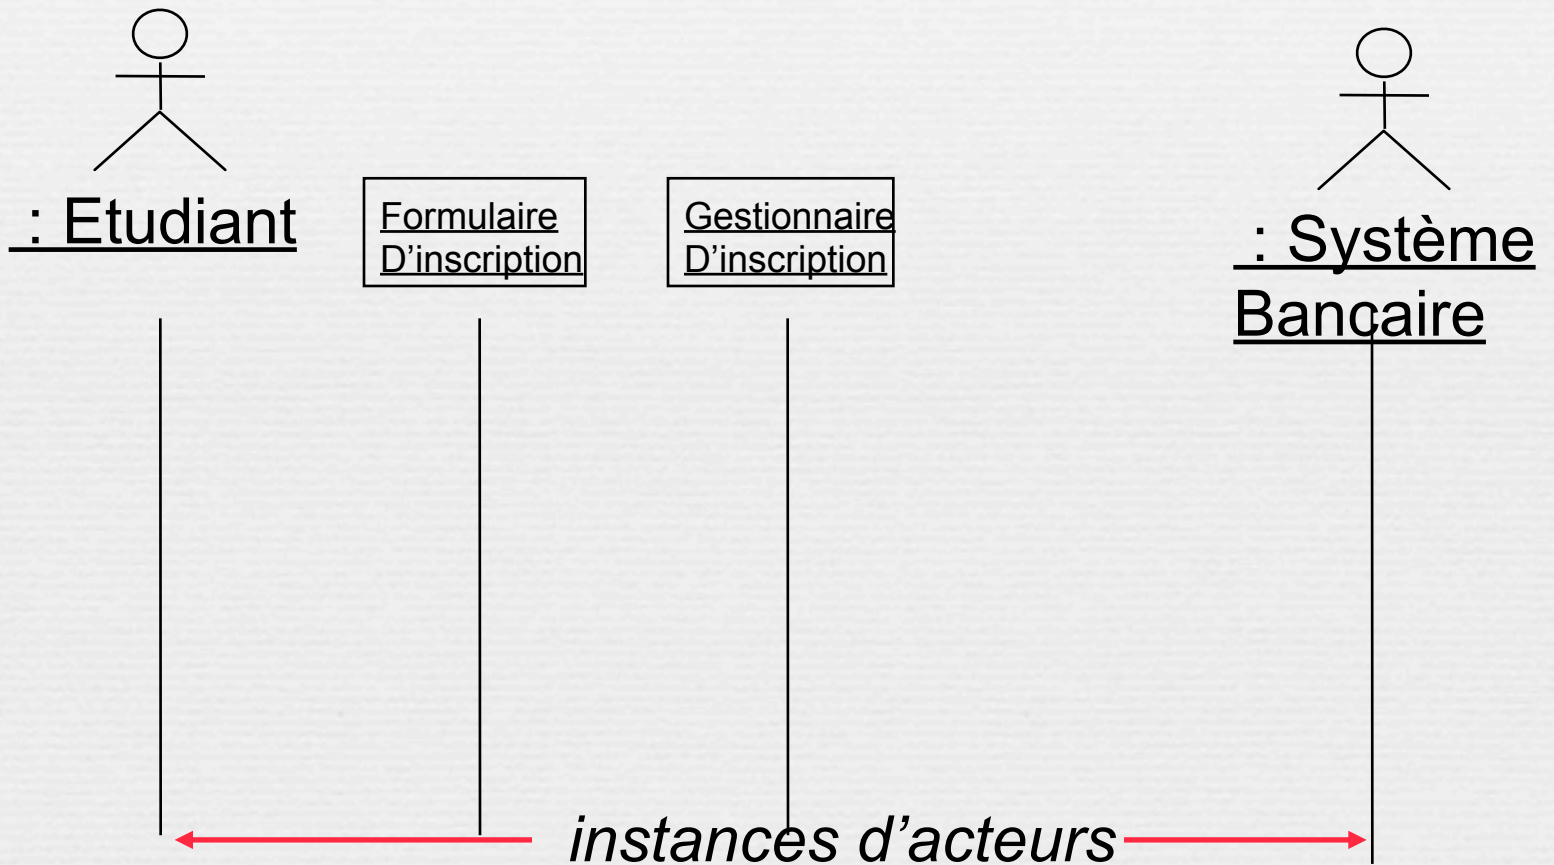 : Etudiant
Formulaire
D’inscription
Gestionnaire
D’inscription
: Système
Bancaire
instances d’acteurs